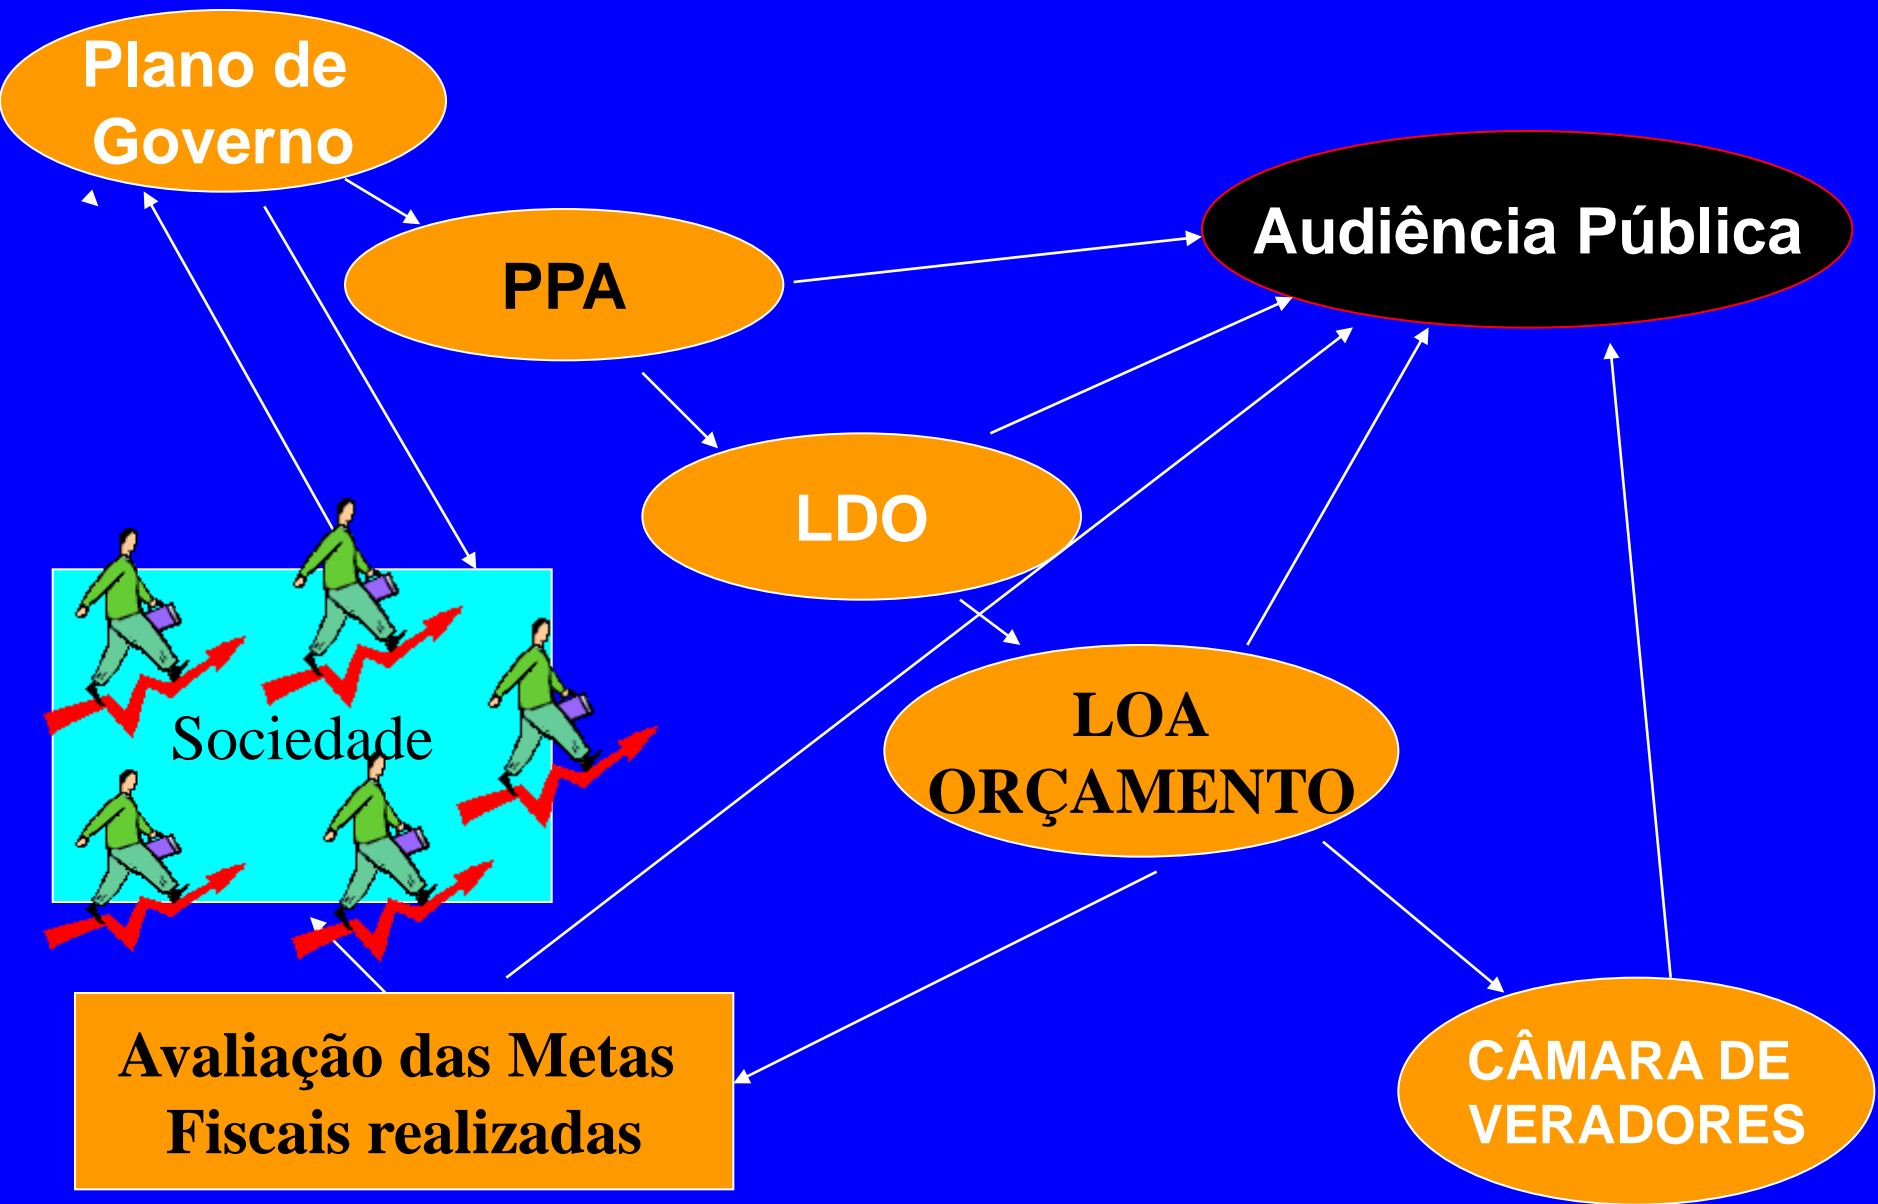 Plano de
Governo
Audiência Pública
PPA
LDO
LOA
ORÇAMENTO
Sociedade
Avaliação das Metas
Fiscais realizadas
CÂMARA DE
VERADORES